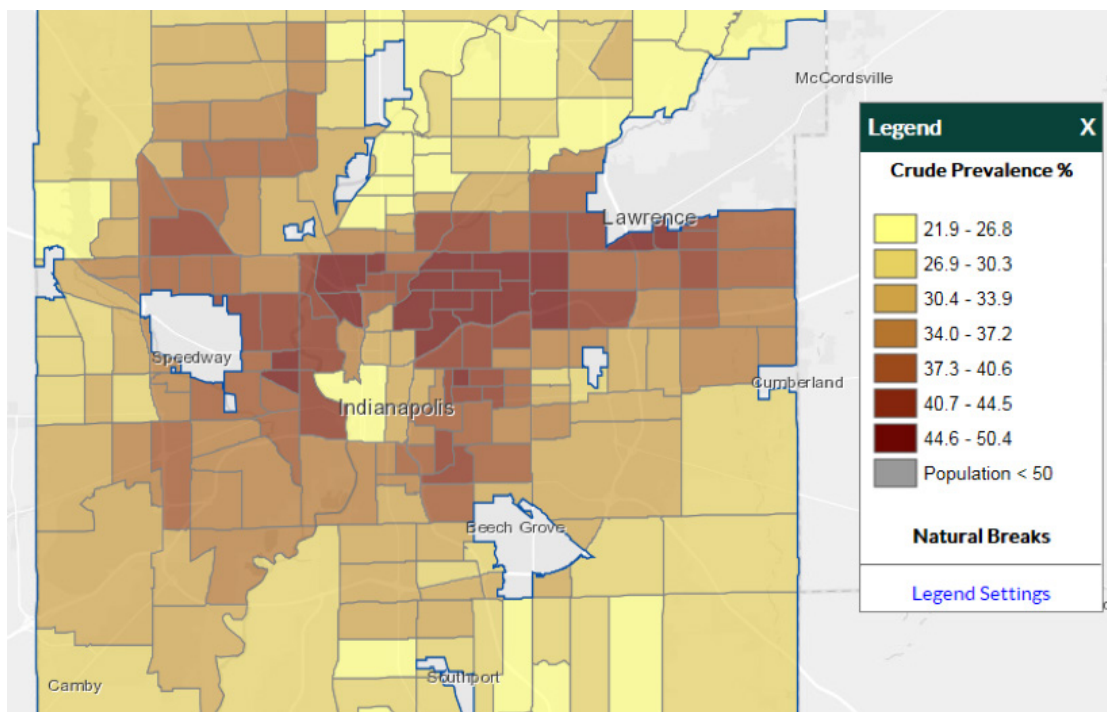 McCordsville
Legend X
Crude Prevalence %
21.9 - 26.8
26.9 - 30.3
30.4 - 33.9
34.0 - 37.2
37.3 - 40.6
40.7 - 44.5
44.6 - 50.4
Population < 50
Natural Breaks
Legend Settings
Lawrence
Speedway
Cumberland
Indianapolis
Beech Grove
Southport
Camby